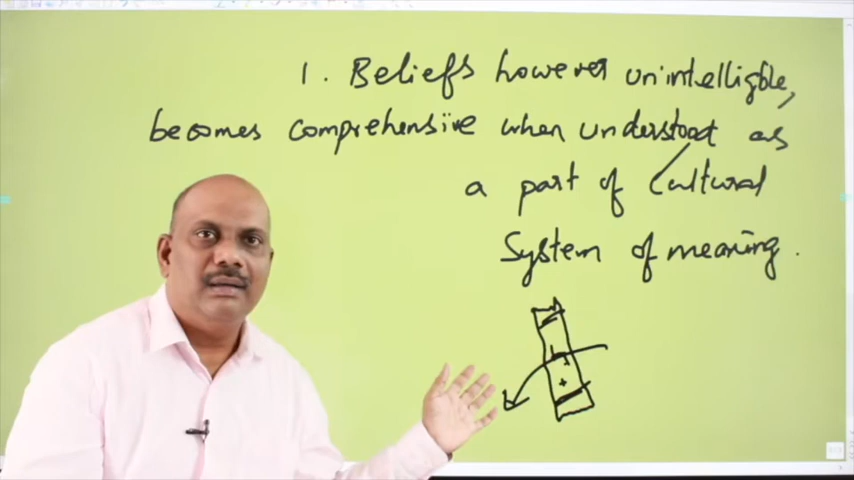 1. Beliefs however unintelligible,
becomes comprehensive when understood as
a part of Cultural
System of meaning.